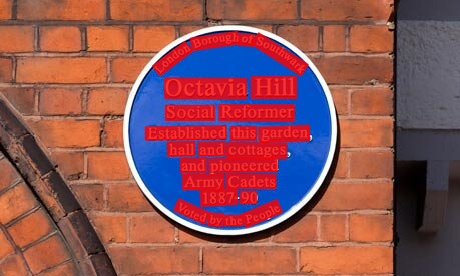 London Borough of Southwark
Octavia Hill
Social Reformer
Established this garden,
hall and cottages,
and pioneered
Army Cadets
1887-90
Voted by the People